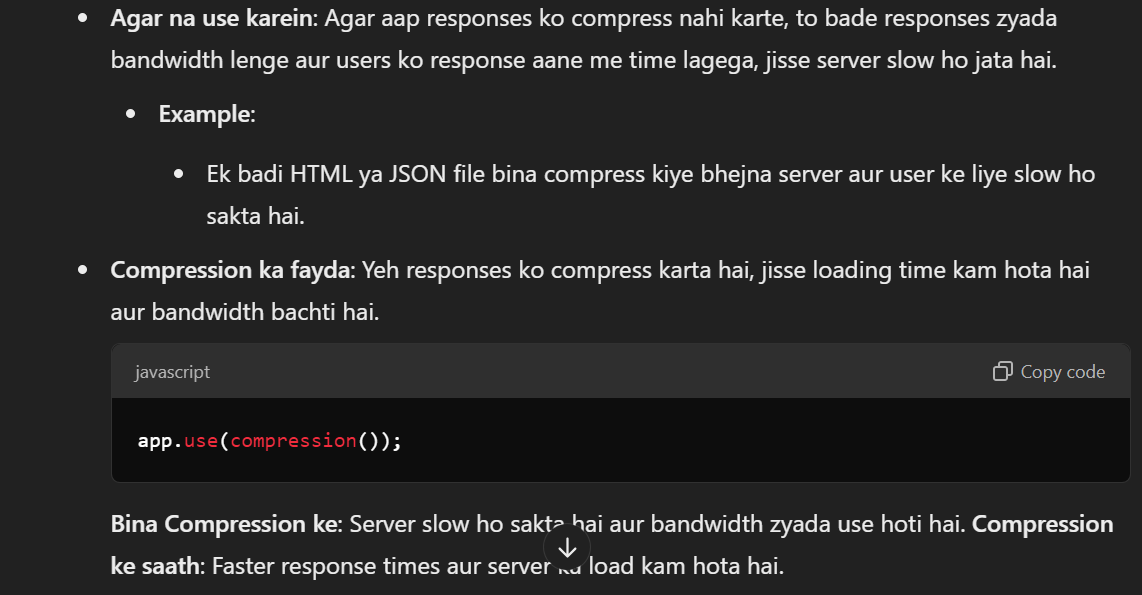 Agar na use karein: Agar aap responses ko compress nahi karte, to bade responses zyada
bandwidth lenge aur users ko response aane me time lagega, jisse server slow ho jata hai.
Example:
Ek badi HTML ya JSON file bina compress kiye bhejna server aur user ke liye slow ho
sakta hai.
Compression ka fayda: Yeh responses ko compress karta hai, jisse loading time kam hota hai
aur bandwidth bachti hai.
javascript Copy code
app.use(compression());
Bina Compression ke: Server slow ho sakta hai aur bandwidth zyada use hoti hai. Compression
ke saath: Faster response times aur server ka load kam hota hai.